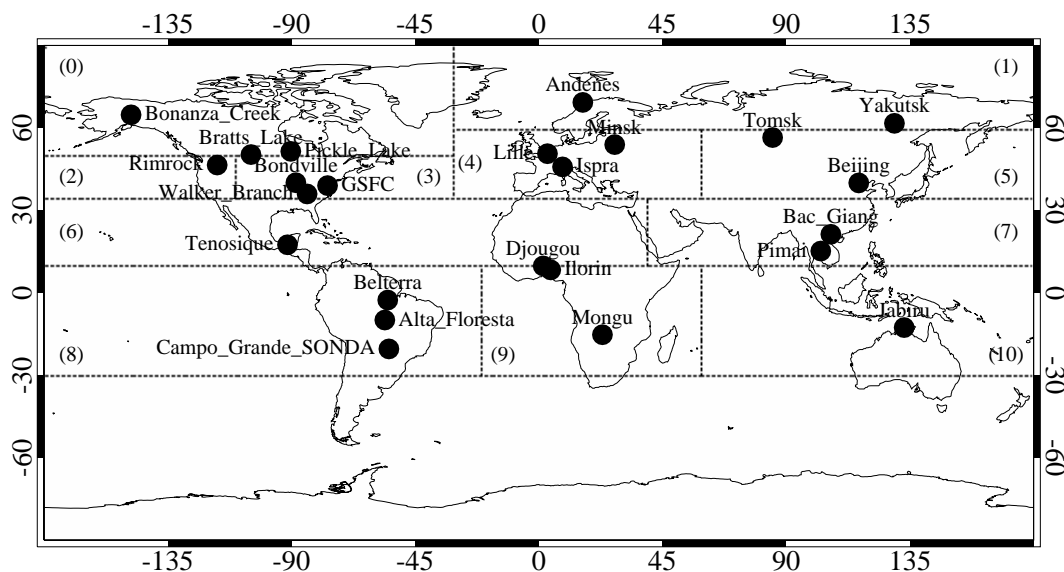 -135 -90 -45 0 45 90 135
(0) (1)
Andenes
Bonanza_Creek Yakutsk
60 Bratts_Lake Minsk Tomsk 60
Rimrock Pickle_Lake Lille
(2) Bondville (3) (4) Ispra Beijing (5)
Walker_Branch GSFC
30 30
(6) Bac_Giang (7)
Tenosique Djougou Pimai
Ilorin
0 Belterra 0
Alta_Floresta Mongu Jabiru
(8) Campo_Grande_SONDA (9) (10)
-30 -30
-60 -60
-135 -90 -45 0 45 90 135